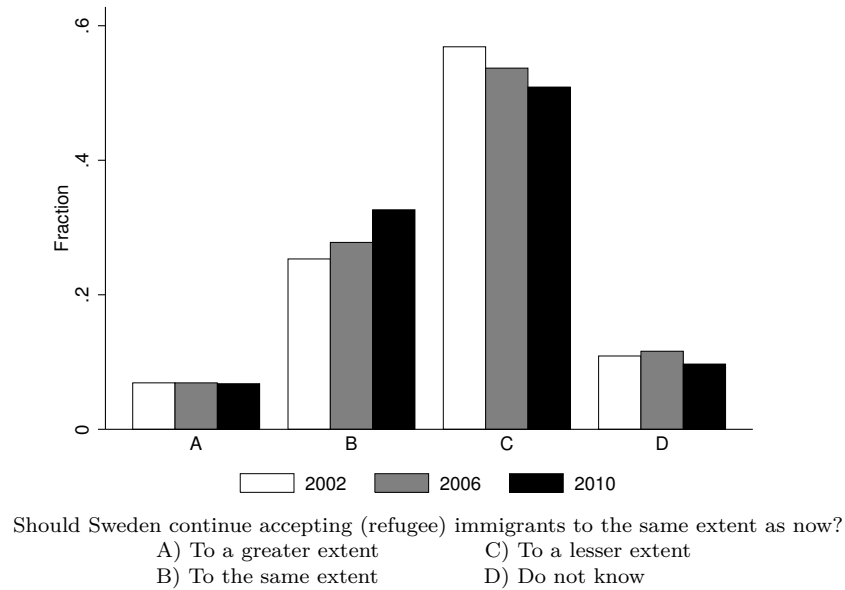 .6
.4
.2
0
Fraction
A B C D
2002 2006 2010
Should Sweden continue accepting (refugee) immigrants to the same extent as now?
A) To a greater extent C) To a lesser extent
B) To the same extent D) Do not know